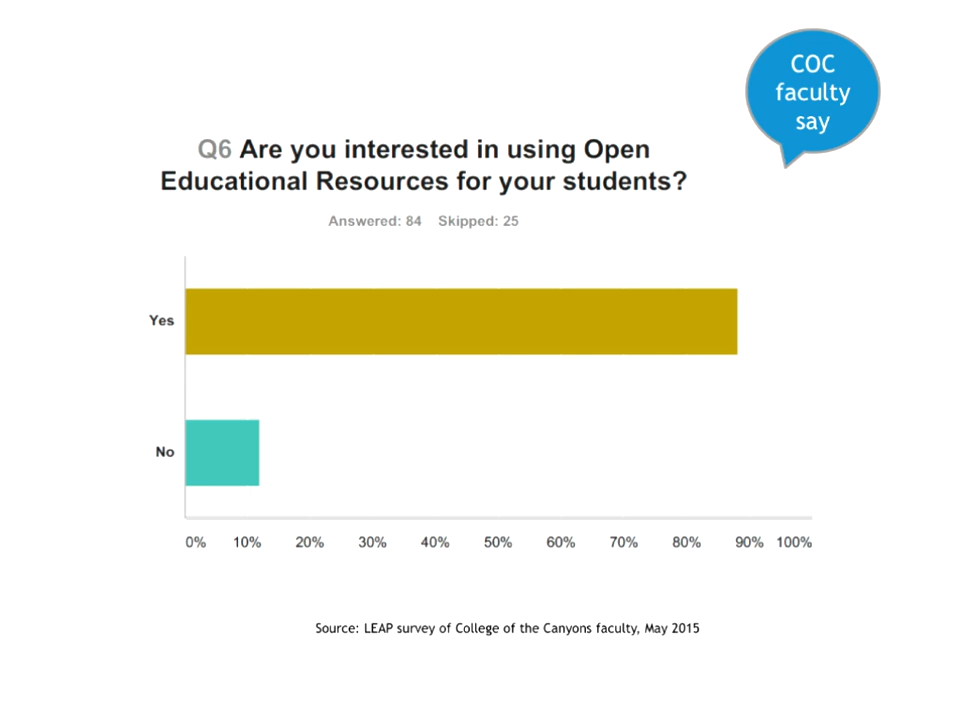 COC
faculty
say
Q6 Are you interested in using Open
Educational Resources for your students?
Answered: 84 Skipped: 25
Yes
No
0% 10% 20% 30% 40% 50% 60% 70% 80% 90% 100%
Source: LEAP survey of College of the Canyons faculty, May 2015